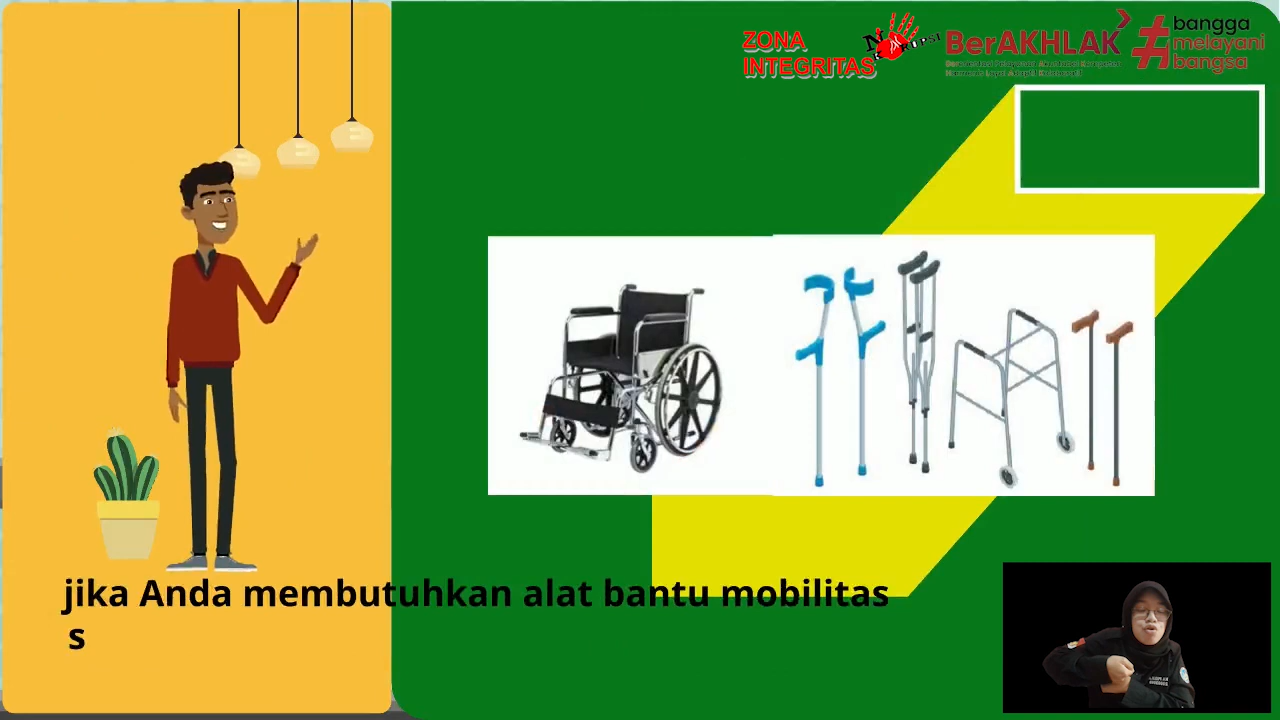 ZONA
INTEGRITAS
BerAKHLAK
bangga
melayani
bangsa
jika Anda membutuhkan alat bantu mobilitas
s